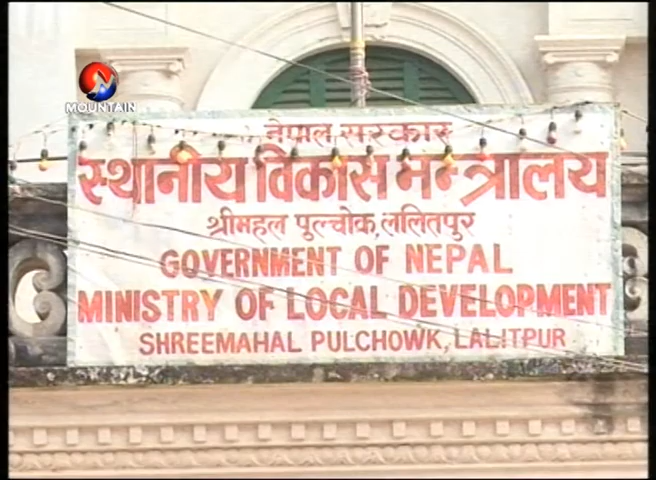 MOUNTAIN
नेपाल सरकार
स्थानीय विकास मन्त्रालय
श्रीमहल पुल्चोक, ललितपुर
GOVERNMENT OF NEPAL
MINISTRY OF LOCAL DEVELOPMENT
SHREEMAHAL PULCHOWK, LALITPUR